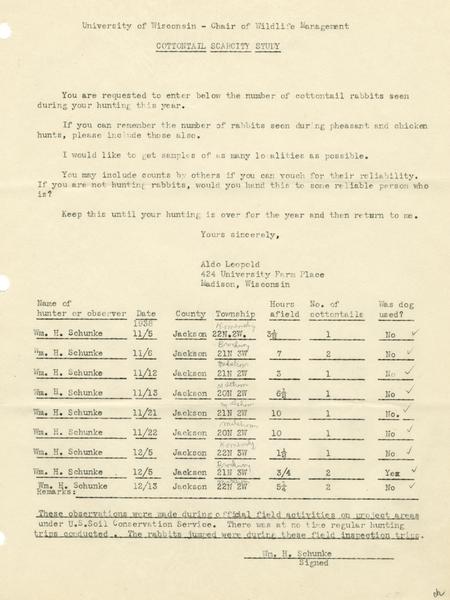 University of Wisconsin - Chair of Wildlife Management
COTTONTAIL SCARCITY STUDY
You are requested to enter below the number of cottontail rabbits seen
during your hunting this year.
If you can remember the number of rabbits seen during pheasant and chicken
hunts, please include those also.
I would like to get samples of as many localities as possible.
You may include counts by others if you can vouch for their reliability.
If you are not hunting rabbits, would you hand this to some reliable person who
is?
Keep this until your hunting is over for the year and then return to me.
Yours sincerely,
Aldo Leopold
424 University Farm Place
Madison, Wisconsin
Name of Hours No. of Was dog
hunter or observer Date County Township afield cottontails used?
1938
Wm. H. Schunke 11/5 Jackson 22N.2W. 1 No ✓
Wm. H. Schunke 11/6 Jackson 21N 3W 7 2 No ✓
Wm. H. Schunke 11/12 Jackson 21N 2W 3 1 No ✓
Wm. H. Schunke 11/13 Jackson 20N 2W 6½ 1 No ✓
Wm. H. Schunke 11/21 Jackson 21N 2W 10 1 No. ✓
Wm. H. Schunke 11/22 Jackson 20N 2W 10 1 No ✓
Wm. H. Schunke 12/5 Jackson 22N 3W 1½ 1 No ✓
Wm. H. Schunke 12/5 Jackson 21N 3W 3/4 2 Yes ✓
Wm. H. Schunke 12/13 Jackson 22N 2W 2 No ✓
Remarks:
These observations were made during official field activities on project areas
under U.S.Soil Conservation Service. There was at no time regular hunting
trips conducted . The rabbits jumped were during these field inspection trips.
Wm. H. Schunke
Signed